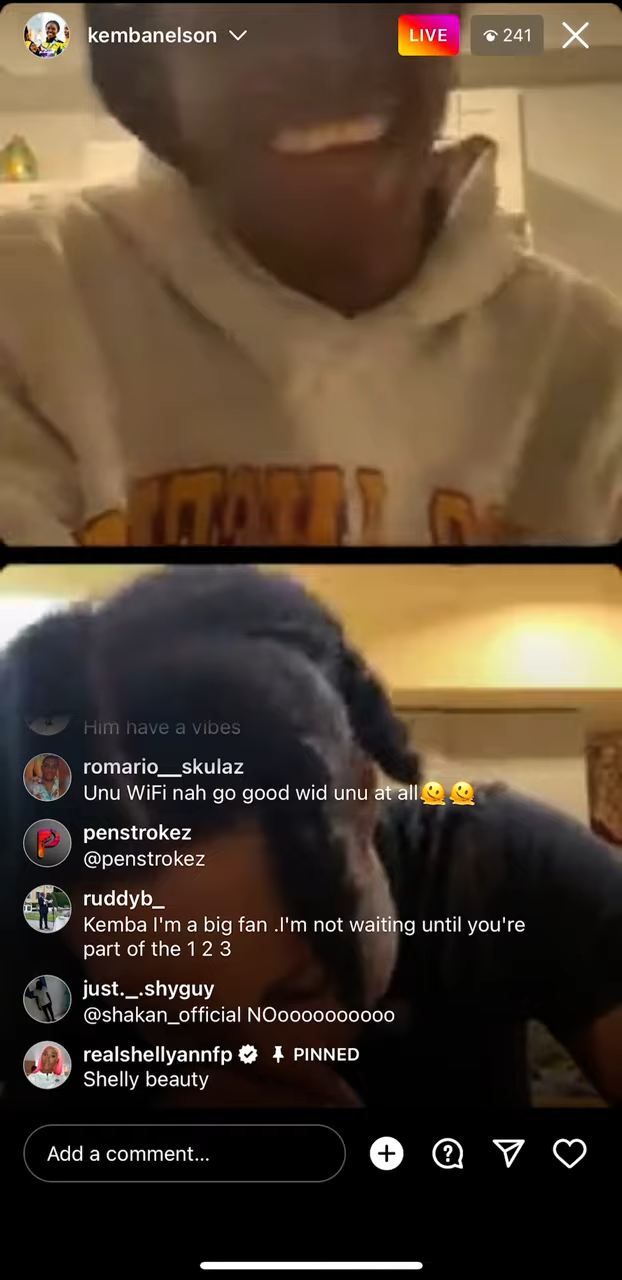 kembanelson
LIVE
241
Him have a vibes
romario__skulaz
Unu WiFi nah go good wid unu at all🫠🫠
penstrokez
@penstrokez
ruddyb_
Kemba I'm a big fan .I'm not waiting until you're
part of the 1 2 3
just._.shyguy
@shakan_official NOoooooooooo
realshellyannfp PINNED
Shelly beauty
Add a comment...